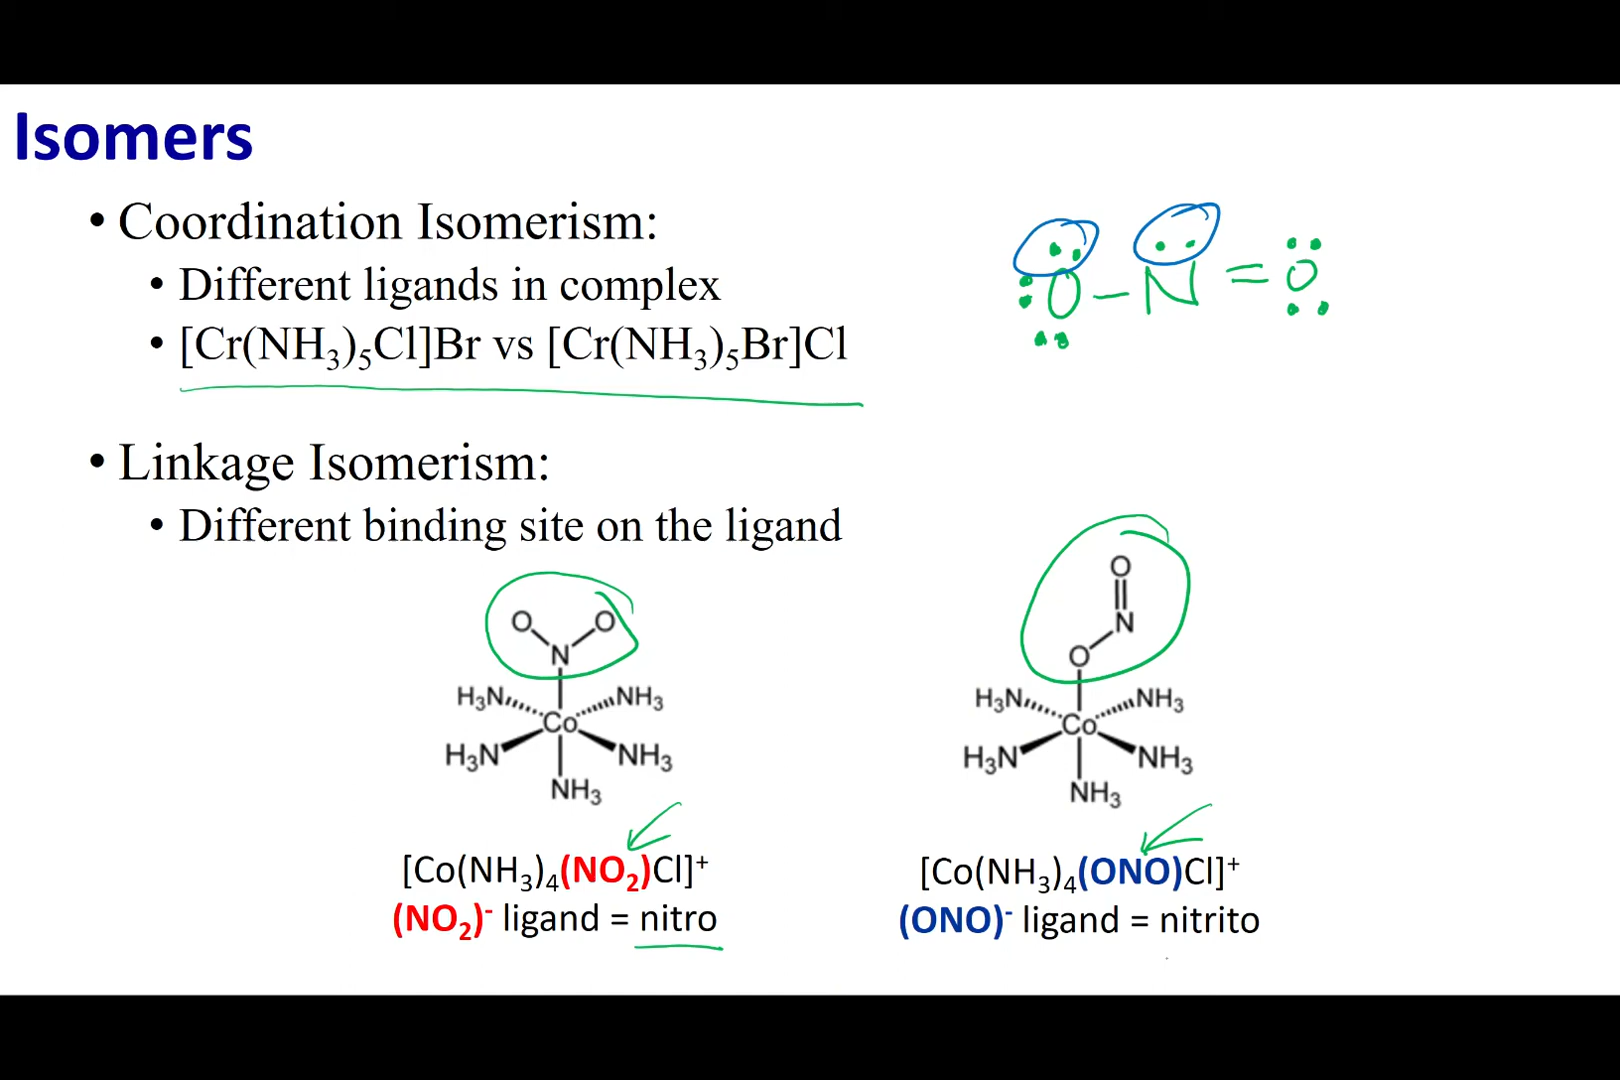 Isomers
• Coordination Isomerism:
• Different ligands in complex
• [Cr(NH₃)₅Cl]Br vs [Cr(NH₃)₅Br]Cl
O – N = O
• Linkage Isomerism:
• Different binding site on the ligand
O O
N
H₃N NH₃
Co
H₃N NH₃
NH₃
O
N
O
H₃N NH₃
Co
H₃N NH₃
NH₃
[Co(NH₃)₄(NO₂)Cl]⁺
(NO₂)⁻ ligand = nitro
[Co(NH₃)₄(ONO)Cl]⁺
(ONO)⁻ ligand = nitrito